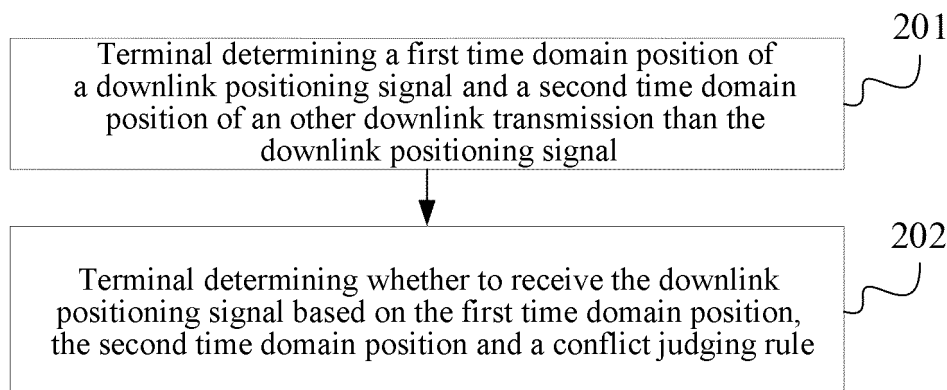 201
Terminal determining a first time domain position of
a downlink positioning signal and a second time domain
position of an other downlink transmission than the
downlink positioning signal
202
Terminal determining whether to receive the downlink
positioning signal based on the first time domain position,
the second time domain position and a conflict judging rule